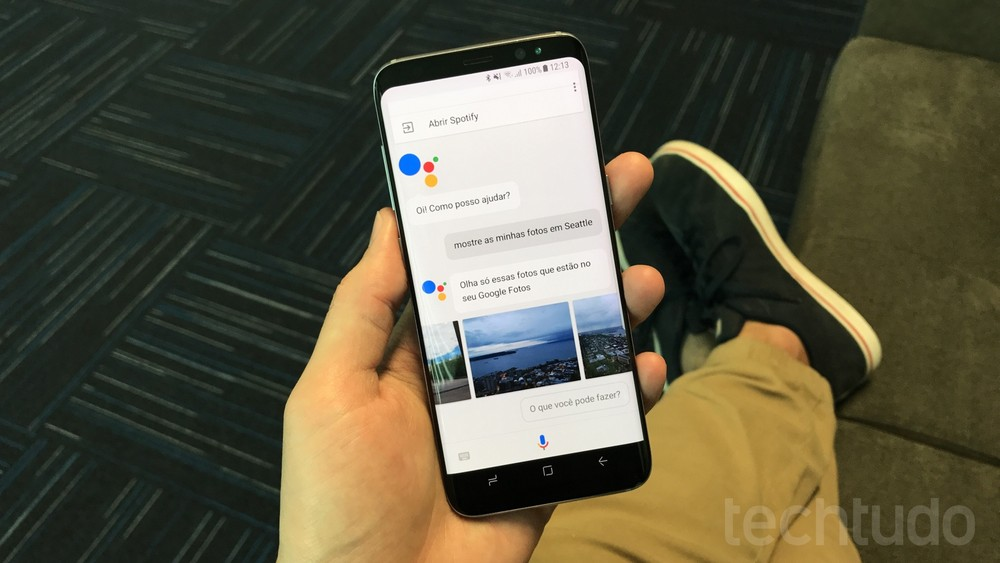 100% 12:13
Abrir Spotify
Oi! Como posso ajudar?
mostre as minhas fotos em Seattle
Olha só essas fotos que estão no
seu Google Fotos
O que você pode fazer?
techtudo